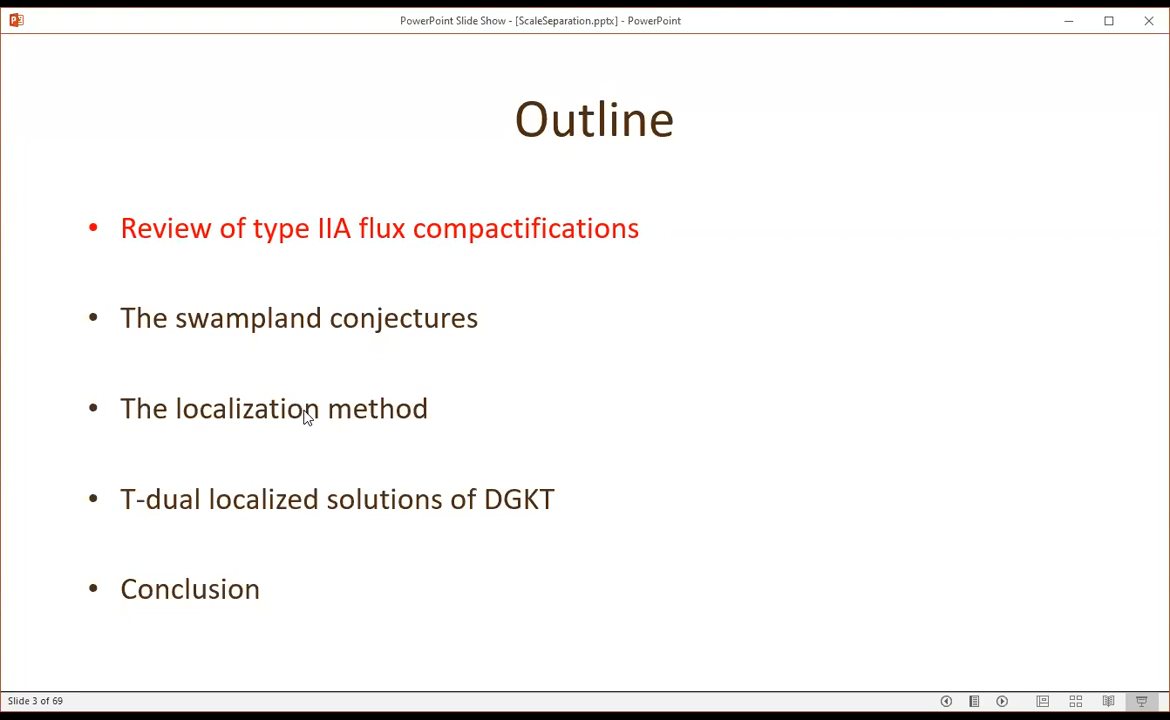 PowerPoint Slide Show - [ScaleSeparation.pptx] - PowerPoint
Outline
• Review of type IIA flux compactifications
• The swampland conjectures
• The localization method
• T-dual localized solutions of DGKT
• Conclusion
Slide 3 of 69